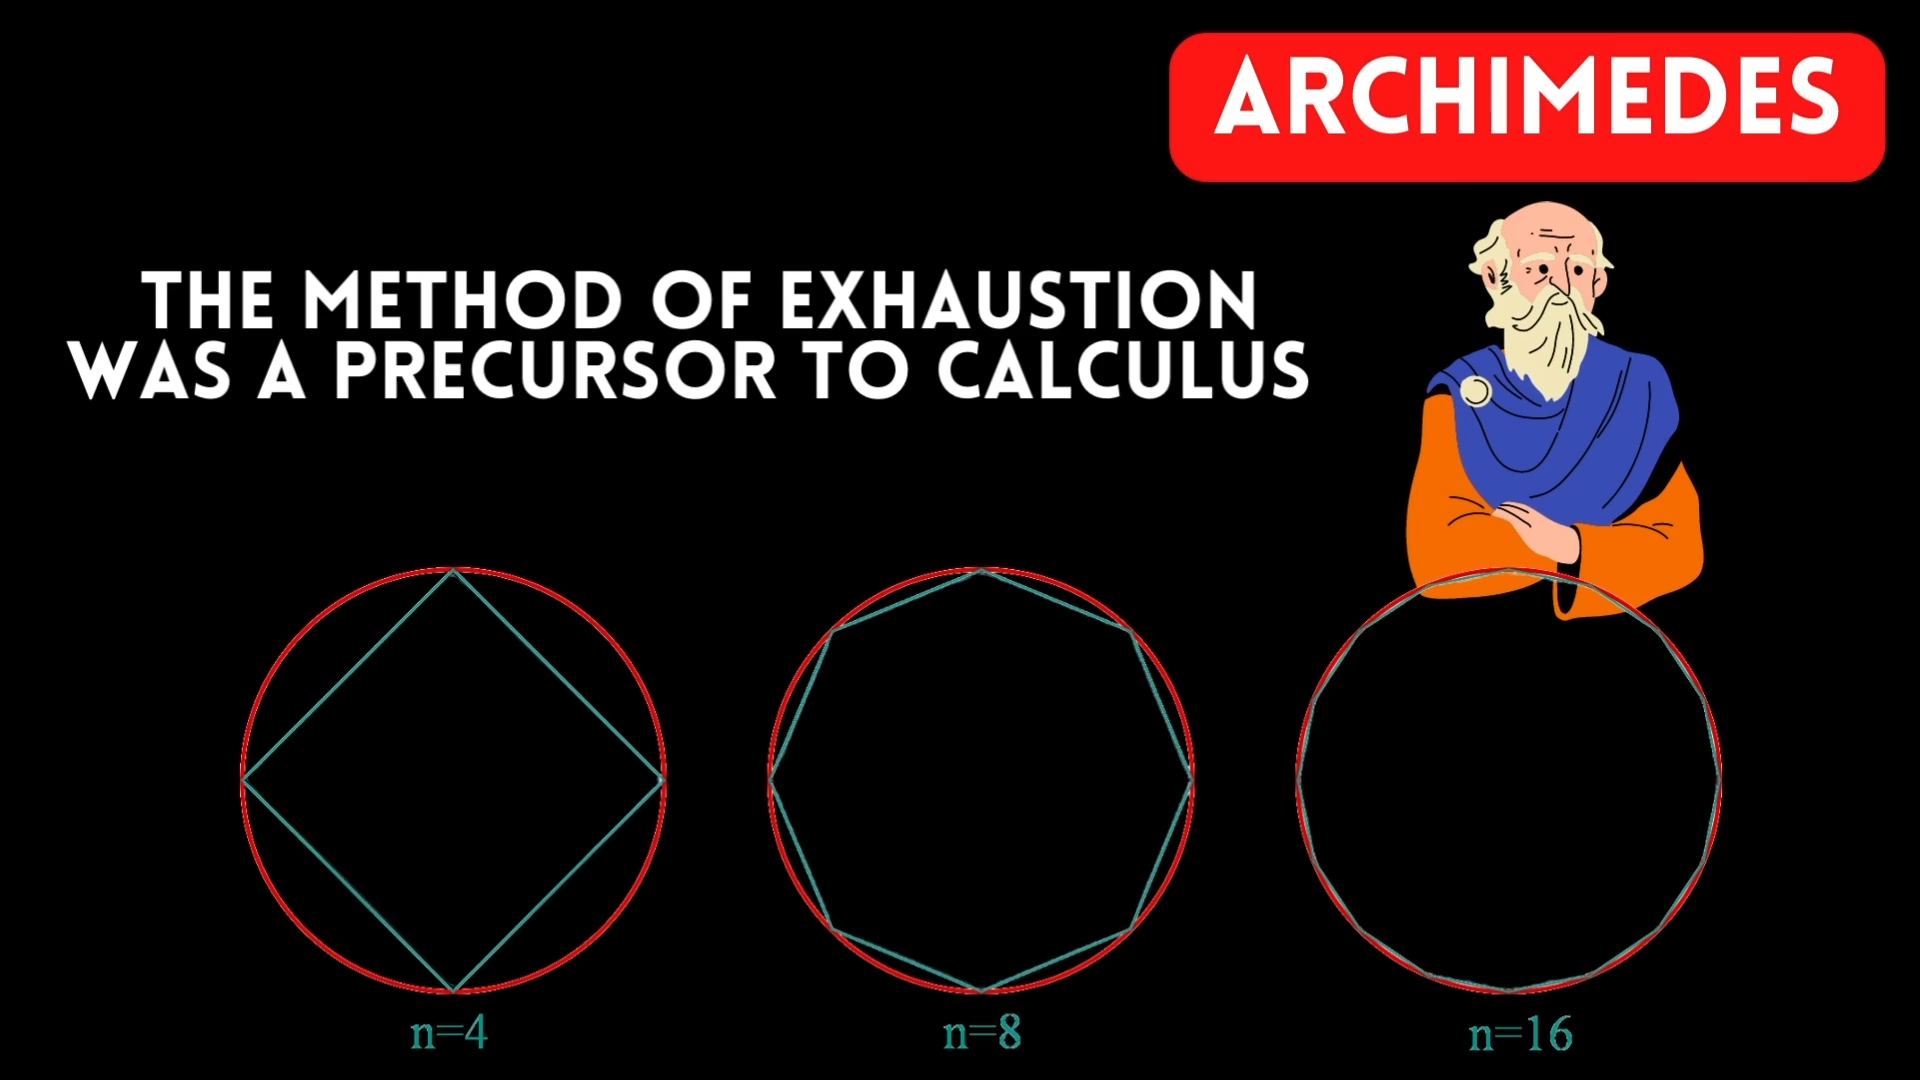 ARCHIMEDES
THE METHOD OF EXHAUSTION
WAS A PRECURSOR TO CALCULUS
n=4
n=8
n=16